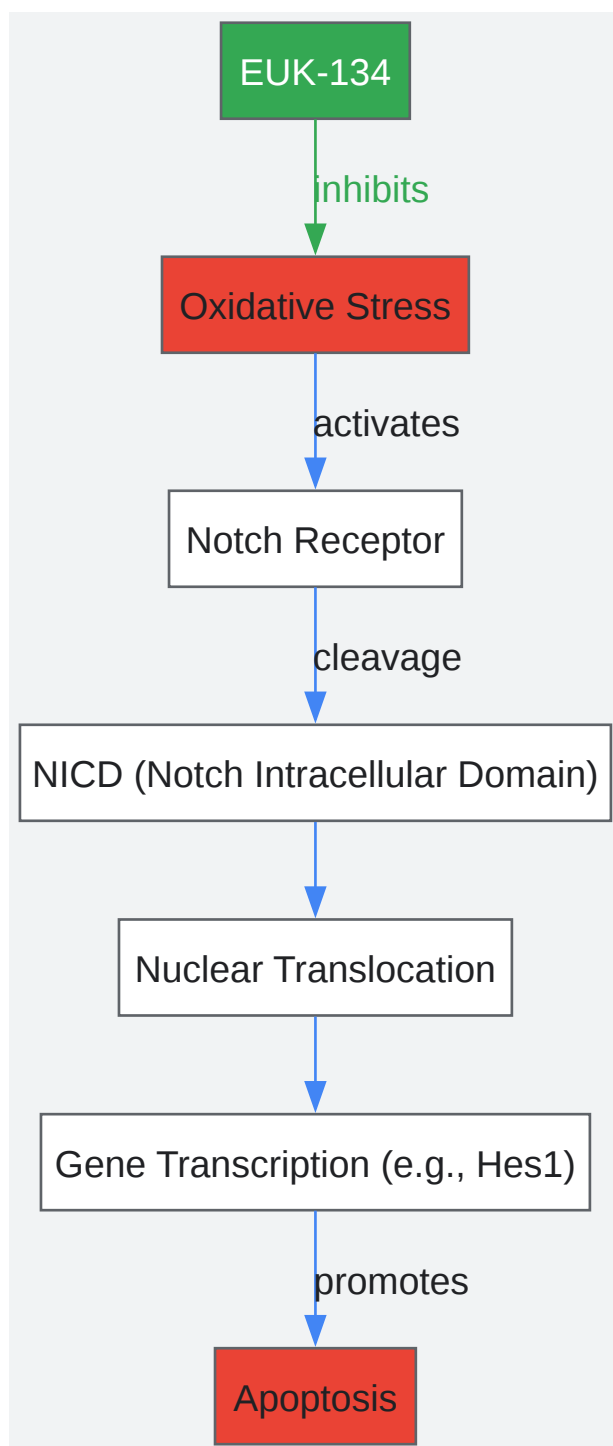 EUK-134
inhibits
Oxidative Stress
activates
Notch Receptor
cleavage
NICD (Notch Intracellular Domain)
Nuclear Translocation
Gene Transcription (e.g., Hes1)
promotes
Apoptosis